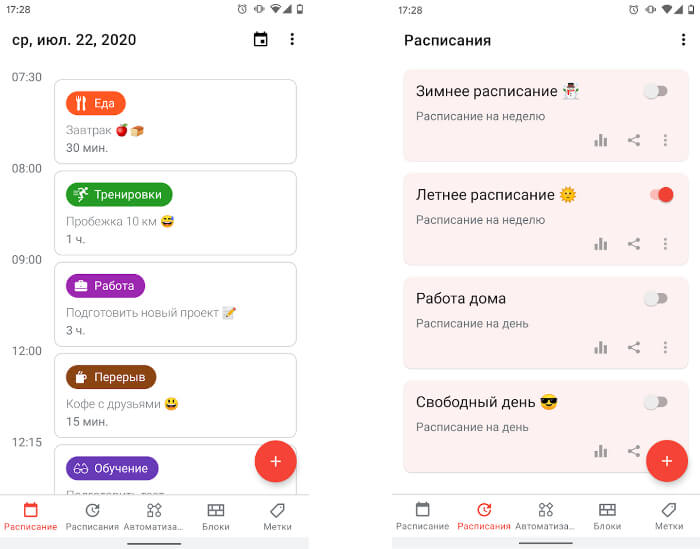 17:28
ср, июл. 22, 2020
07:30
Еда
Завтрак 🍎🍞
30 мин.
08:00
Тренировки
Пробежка 10 км 😅
1 ч.
09:00
Работа
Подготовить новый проект 📝
3 ч.
12:00
Перерыв
Кофе с друзьями 😃
15 мин.
12:15
Обучение
Подготовить тест
+
Расписание
Расписания
Автоматиза...
Блоки
Метки
17:28
Расписания
Зимнее расписание ⛄
Расписание на неделю
Летнее расписание 🌞
Расписание на неделю
Работа дома
Расписание на день
Свободный день 😎
Расписание на день
+
Расписание
Расписания
Автоматиза...
Блоки
Метки